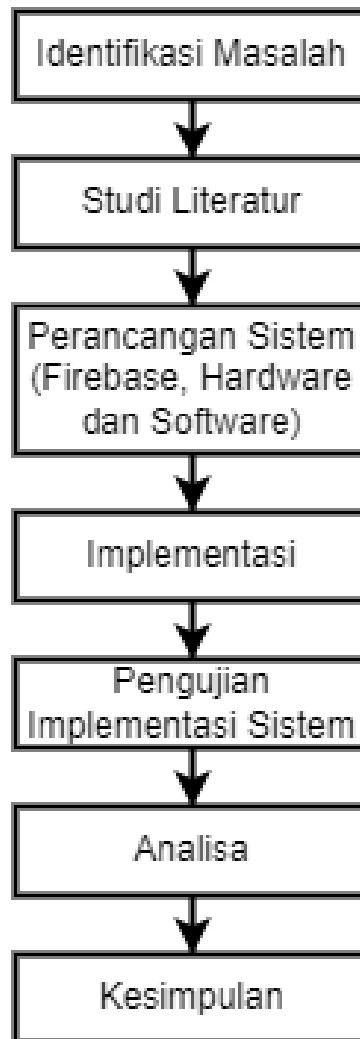 Identifikasi Masalah
Studi Literatur
Perancangan Sistem
(Firebase, Hardware
dan Software)
Implementasi
Pengujian
Implementasi Sistem
Analisa
Kesimpulan